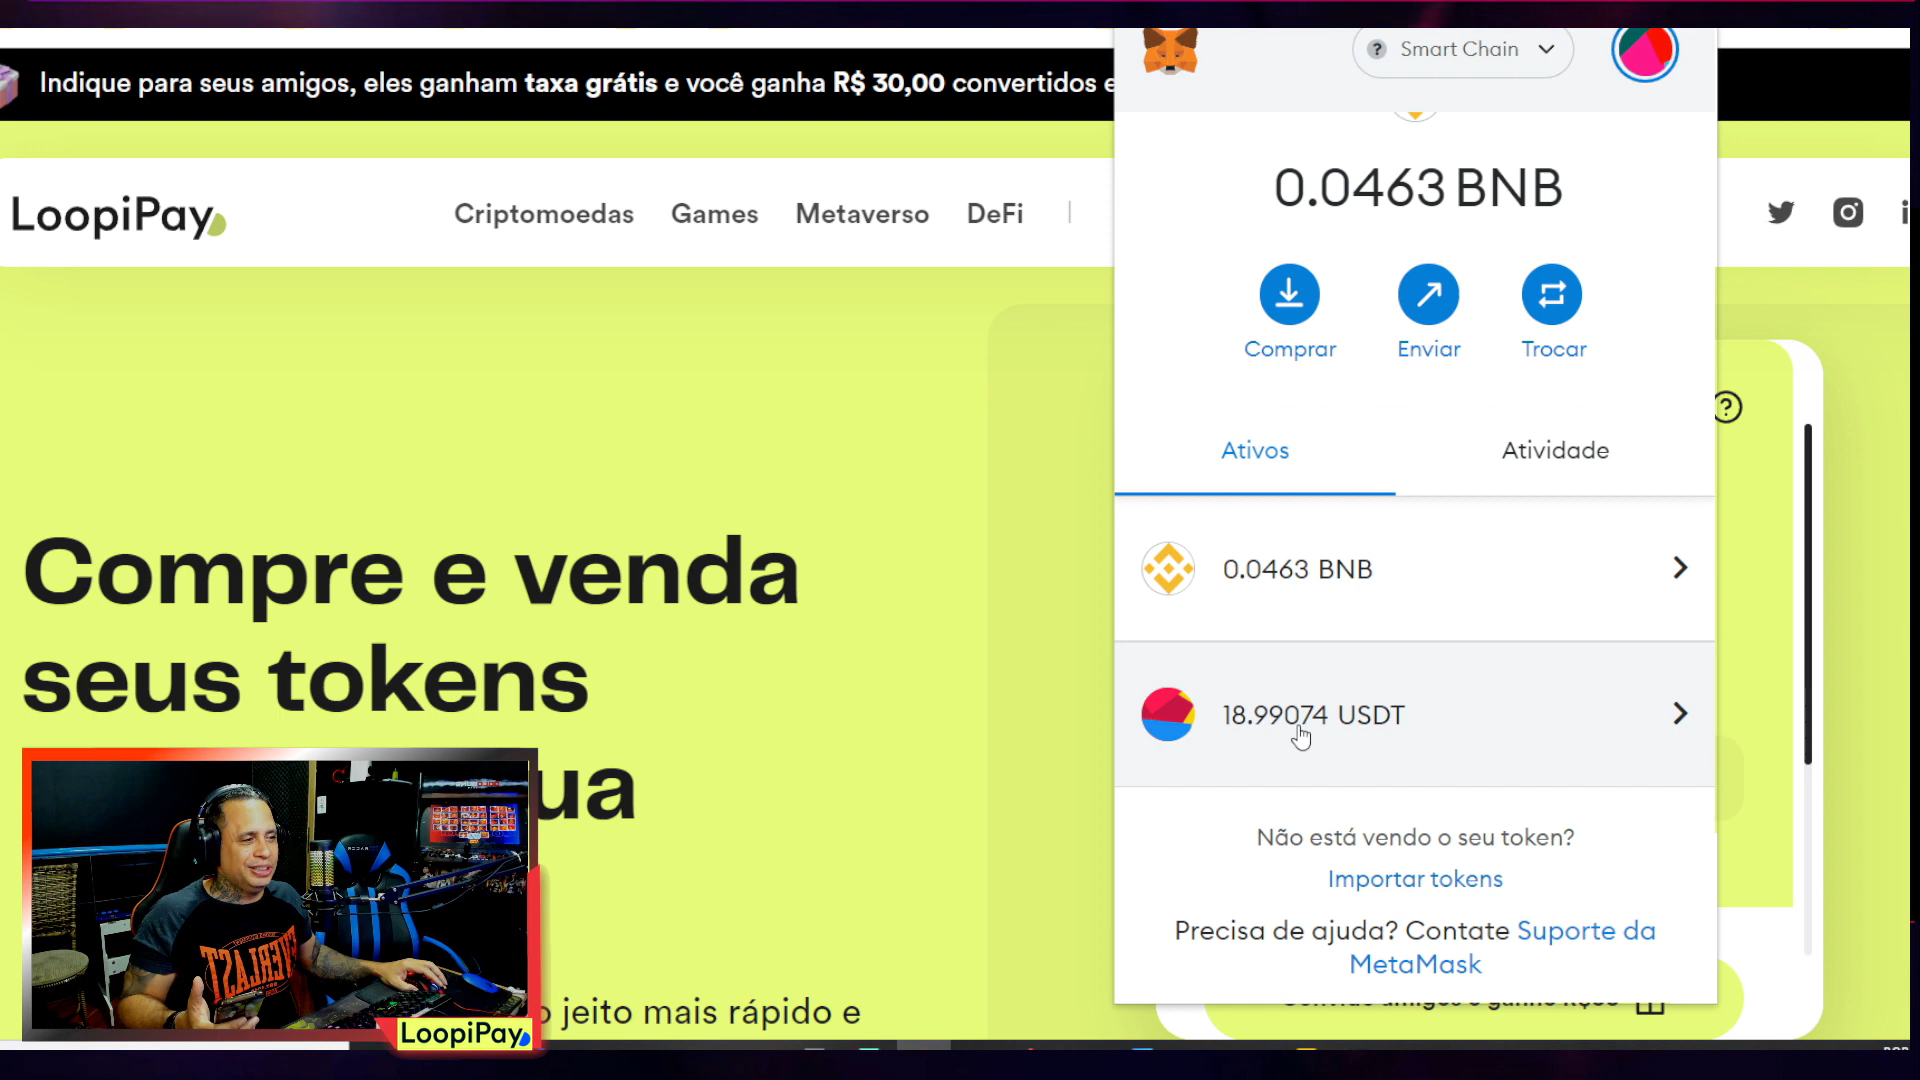 Indique para seus amigos, eles ganham taxa grátis e você ganha R$ 30,00 convertidos e
LoopiPay
Criptomoedas Games Metaverso DeFi
Compre e venda
seus tokens
ua
o jeito mais rápido e
? Smart Chain
0.0463 BNB
Comprar Enviar Trocar
Ativos Atividade
0.0463 BNB
18.99074 USDT
Não está vendo o seu token?
Importar tokens
Precisa de ajuda? Contate Suporte da
MetaMask
?
EVERLAST
LoopiPay